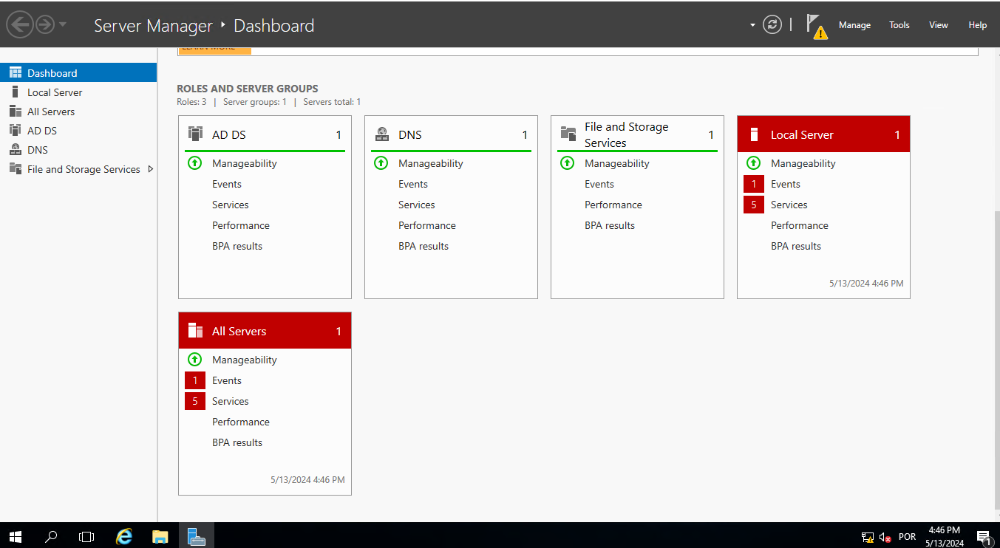 Server Manager ‣ Dashboard
Manage Tools View Help
LEARN MORE
Dashboard
Local Server
All Servers
AD DS
DNS
File and Storage Services
ROLES AND SERVER GROUPS
Roles: 3 | Server groups: 1 | Servers total: 1
AD DS 1
Manageability
Events
Services
Performance
BPA results
DNS 1
Manageability
Events
Services
Performance
BPA results
File and Storage
Services 1
Manageability
Events
Performance
BPA results
Local Server 1
Manageability
1 Events
5 Services
Performance
BPA results
5/13/2024 4:46 PM
All Servers 1
Manageability
1 Events
5 Services
Performance
BPA results
5/13/2024 4:46 PM
POR
4:46 PM
5/13/2024
1